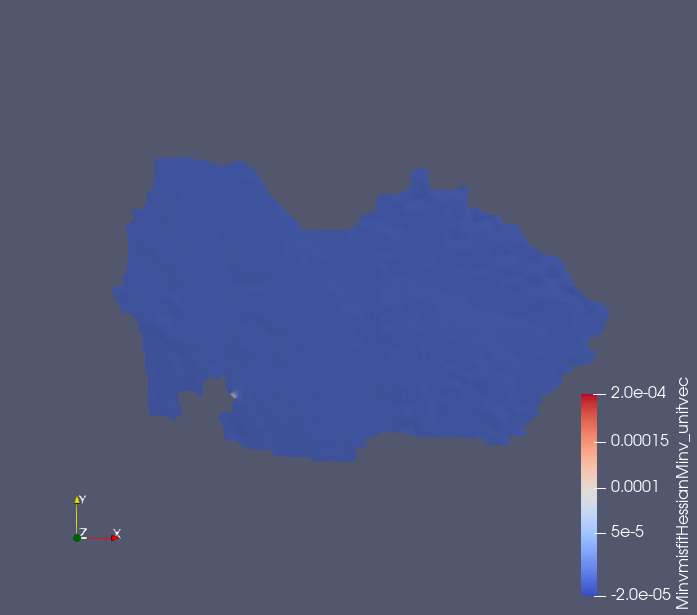 2.0e-04
0.00015
0.0001
5e-5
-2.0e-05
MinvmisfitHessianMinv_unitvec
Y
Z
X